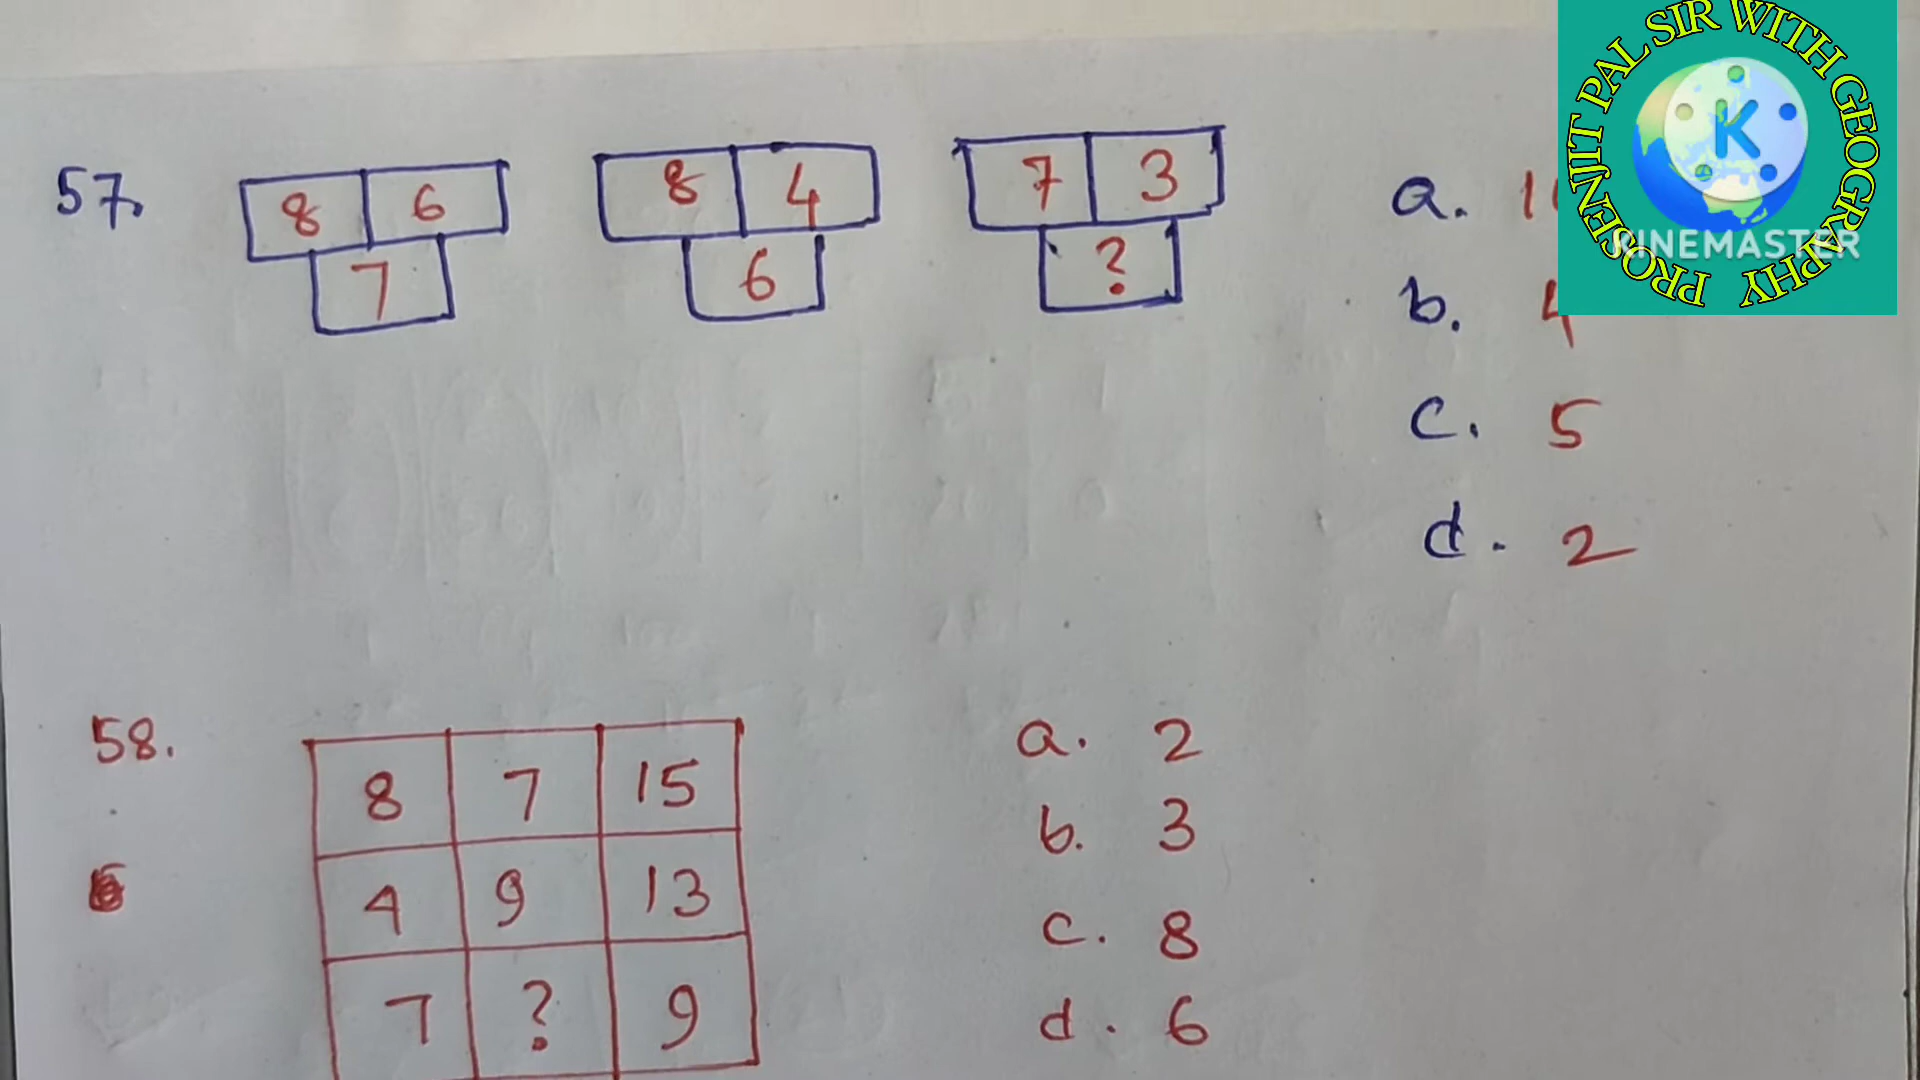 PROSENJIT PAL SIR WITH GEOGRAPHY
K
KINEMASTER
57. 8 6 8 4 7 3 a.
7 6 ? b. 4
c. 5
d. 2
58. 8 7 15 a. 2
b. 3
4 9 13 c. 8
7 ? 9 d. 6